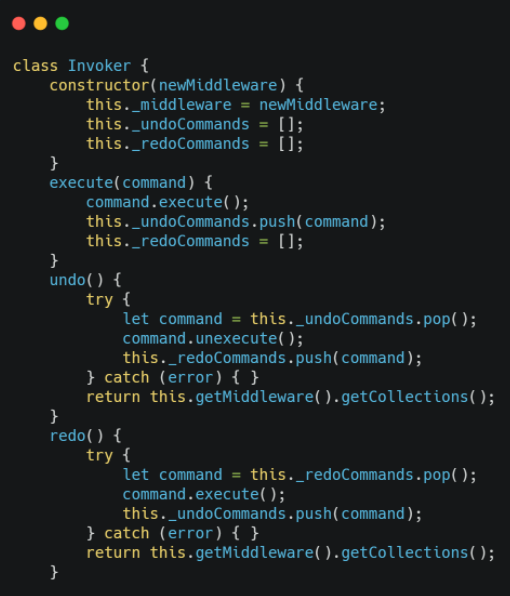 class Invoker {
    constructor(newMiddleware) {
        this._middleware = newMiddleware;
        this._undoCommands = [];
        this._redoCommands = [];
    }
    execute(command) {
        command.execute();
        this._undoCommands.push(command);
        this._redoCommands = [];
    }
    undo() {
        try {
            let command = this._undoCommands.pop();
            command.unexecute();
            this._redoCommands.push(command);
        } catch (error) { }
        return this.getMiddleware().getCollections();
    }
    redo() {
        try {
            let command = this._redoCommands.pop();
            command.execute();
            this._undoCommands.push(command);
        } catch (error) { }
        return this.getMiddleware().getCollections();
    }